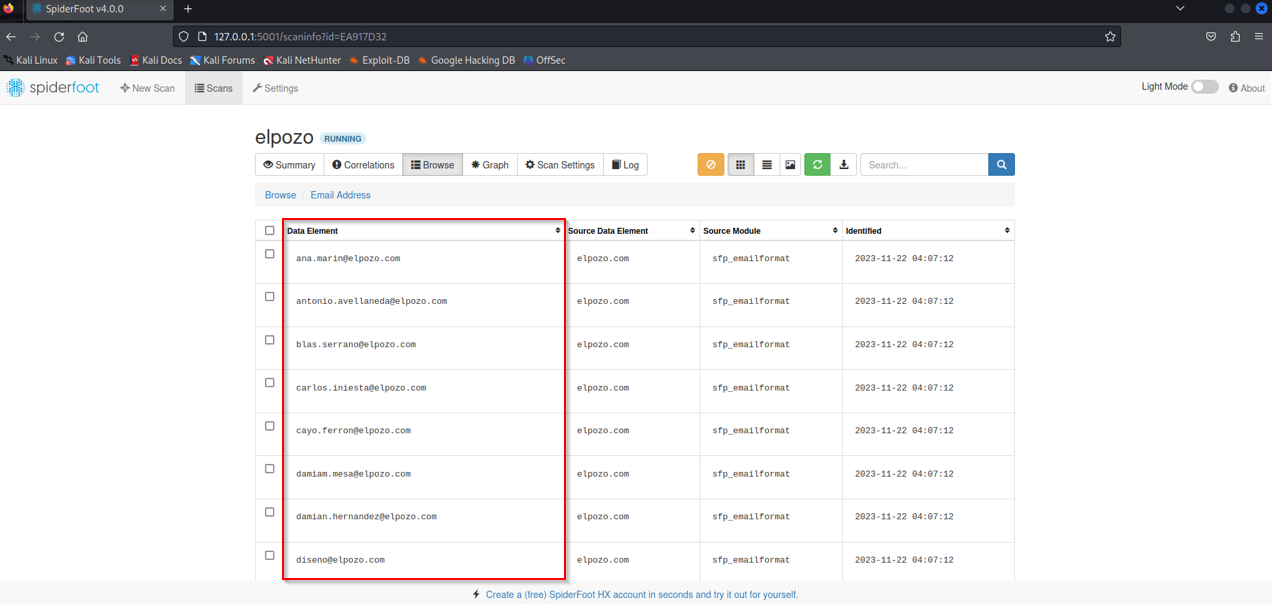 SpiderFoot v4.0.0
127.0.0.1:5001/scaninfo?id=EA917D32
Kali Linux Kali Tools Kali Docs Kali Forums Kali NetHunter Exploit-DB Google Hacking DB OffSec
spiderfoot New Scan Scans Settings Light Mode About
elpozo RUNNING
Summary Correlations Browse Graph Scan Settings Log Search...
Browse / Email Address
Data Element Source Data Element Source Module Identified
ana.marin@elpozo.com elpozo.com sfp_emailformat 2023-11-22 04:07:12
antonio.avellaneda@elpozo.com elpozo.com sfp_emailformat 2023-11-22 04:07:12
blas.serrano@elpozo.com elpozo.com sfp_emailformat 2023-11-22 04:07:12
carlos.iniesta@elpozo.com elpozo.com sfp_emailformat 2023-11-22 04:07:12
cayo.ferron@elpozo.com elpozo.com sfp_emailformat 2023-11-22 04:07:12
damiam.mesa@elpozo.com elpozo.com sfp_emailformat 2023-11-22 04:07:12
damian.hernandez@elpozo.com elpozo.com sfp_emailformat 2023-11-22 04:07:12
diseno@elpozo.com elpozo.com sfp_emailformat 2023-11-22 04:07:12
Create a (free) SpiderFoot HX account in seconds and try it out for yourself.